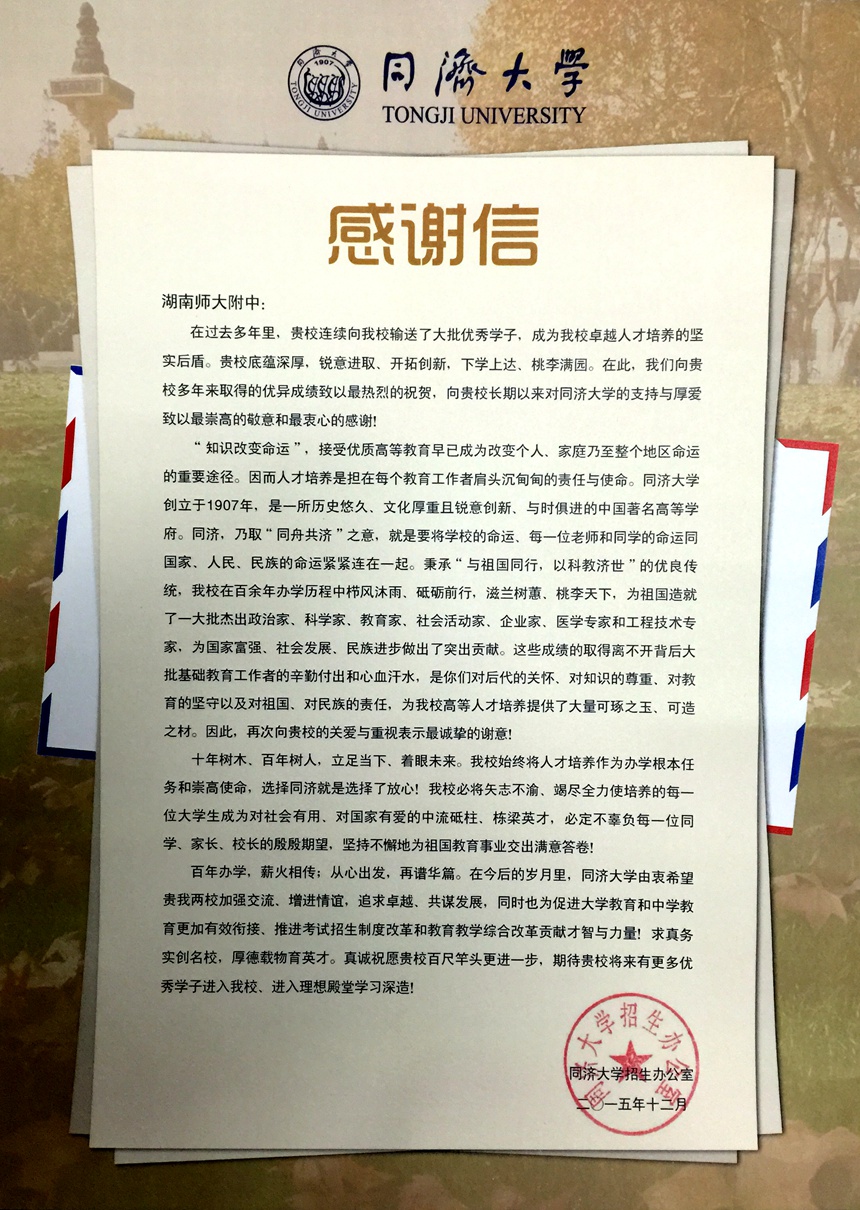 同濟大學
TONGJI UNIVERSITY
同濟大學
1907
TONGJI UNIVERSITY
感谢信
湖南师大附中：
在过去多年里，贵校连续向我校输送了大批优秀学子，成为我校卓越人才培养的坚
实后盾。贵校底蕴深厚，锐意进取、开拓创新，下学上达、桃李满园。在此，我们向贵
校多年来取得的优异成绩致以最热烈的祝贺，向贵校长期以来对同济大学的支持与厚爱
致以最崇高的敬意和最衷心的感谢！
“知识改变命运”，接受优质高等教育早已成为改变个人、家庭乃至整个地区命运
的重要途径。因而人才培养是担在每个教育工作者肩头沉甸甸的责任与使命。同济大学
创立于1907年，是一所历史悠久、文化厚重且锐意创新、与时俱进的中国著名高等学
府。同济，乃取“同舟共济”之意，就是要将学校的命运、每一位老师和同学的命运同
国家、人民、民族的命运紧紧连在一起。秉承“与祖国同行，以科教济世”的优良传
统，我校在百余年办学历程中栉风沐雨、砥砺前行，滋兰树蕙、桃李天下，为祖国造就
了一大批杰出政治家、科学家、教育家、社会活动家、企业家、医学专家和工程技术专
家，为国家富强、社会发展、民族进步做出了突出贡献。这些成绩的取得离不开背后大
批基础教育工作者的辛勤付出和心血汗水，是你们对后代的关怀、对知识的尊重、对教
育的坚守以及对祖国、对民族的责任，为我校高等人才培养提供了大量可琢之玉、可造
之材。因此，再次向贵校的关爱与重视表示最诚挚的谢意！
十年树木、百年树人，立足当下、着眼未来。我校始终将人才培养作为办学根本任
务和崇高使命，选择同济就是选择了放心！我校必将矢志不渝、竭尽全力使培养的每一
位大学生成为对社会有用、对国家有爱的中流砥柱、栋梁英才，必定不辜负每一位同
学、家长、校长的殷殷期望，坚持不懈地为祖国教育事业交出满意答卷！
百年办学，薪火相传；从心出发，再谱华篇。在今后的岁月里，同济大学由衷希望
贵我两校加强交流、增进情谊，追求卓越、共谋发展，同时也为促进大学教育和中学教
育更加有效衔接、推进考试招生制度改革和教育教学综合改革贡献才智与力量！求真务
实创名校，厚德载物育英才。真诚祝愿贵校百尺竿头更进一步，期待贵校将来有更多优
秀学子进入我校、进入理想殿堂学习深造！
同济大学招生办公室
同济大学招生办公室
二〇一五年十二月